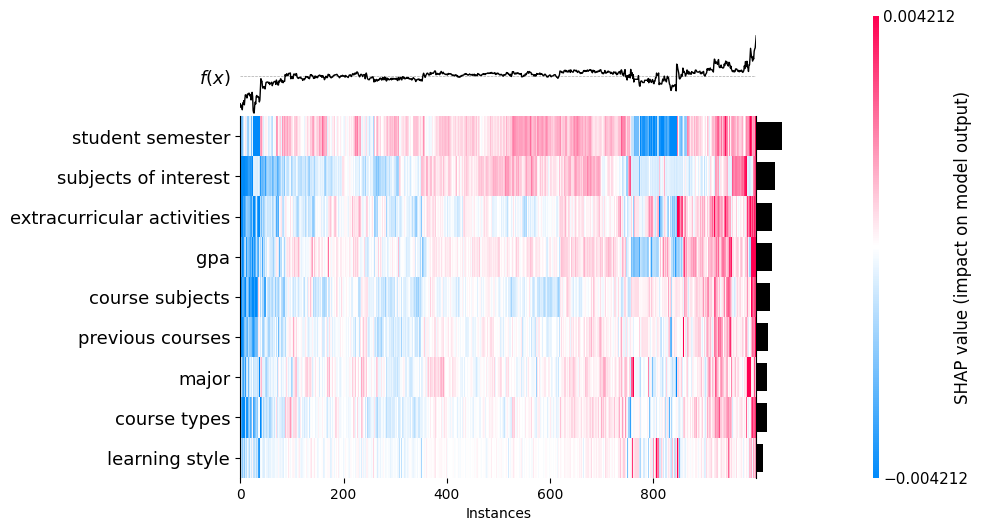 0.004212
f(x)
student semester
subjects of interest
extracurricular activities
gpa
course subjects
previous courses
major
course types
learning style
SHAP value (impact on model output)
−0.004212
0 200 400 600 800
Instances